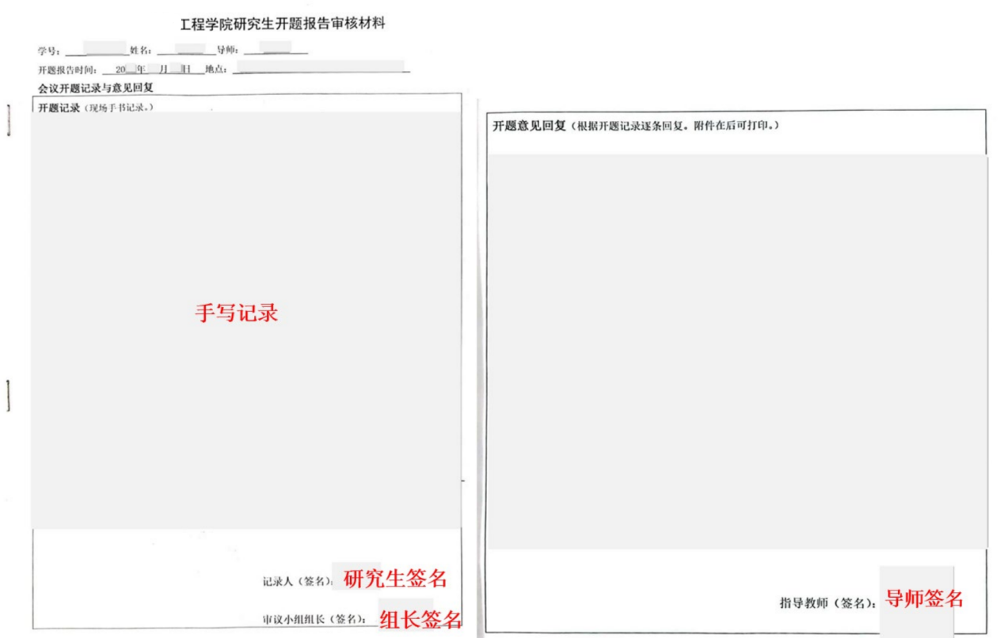 工程学院研究生开题报告审核材料
学号: 姓名: 导师:
开题报告时间: 20 年 月 日 地点:
会议开题记录与意见回复
开题记录（现场手书记录。）
手写记录
记录人（签名）: 研究生签名
审议小组组长（签名）: 组长签名
开题意见回复（根据开题记录逐条回复。附件在后可打印。）
指导教师（签名）: 导师签名